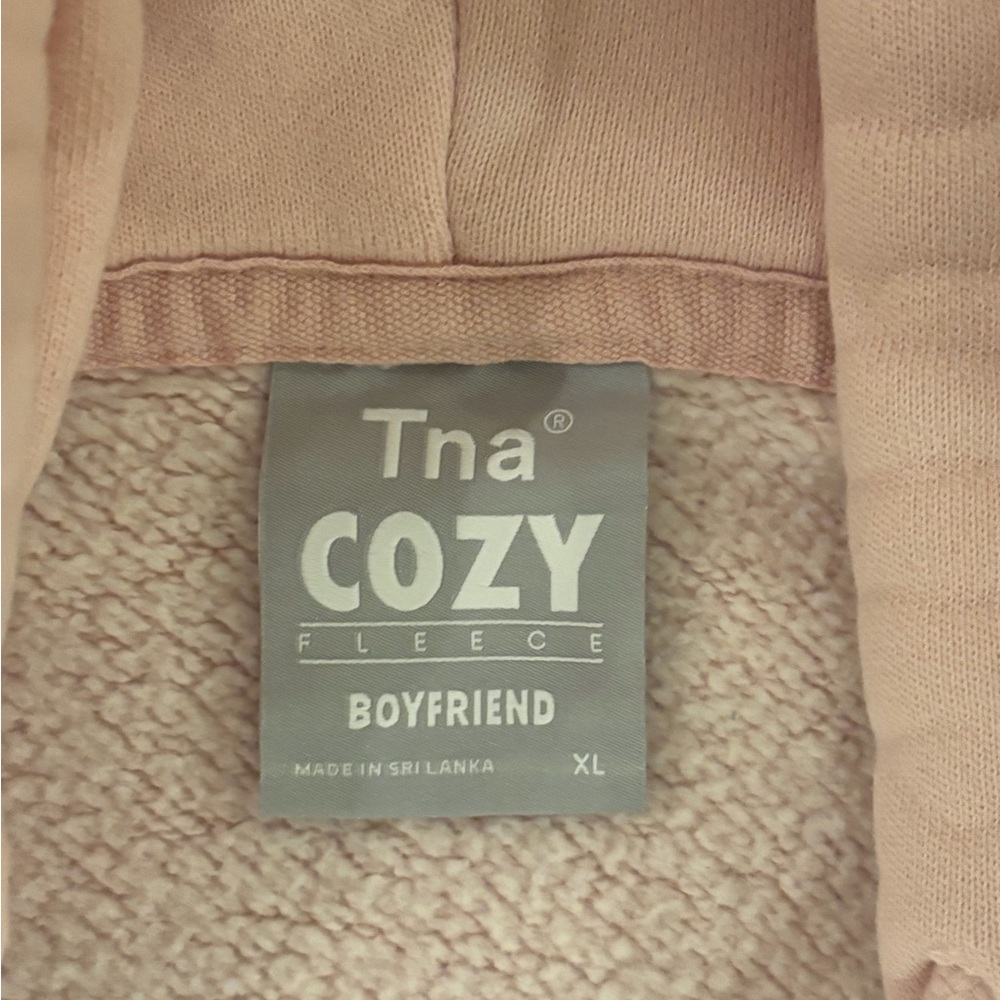 Tna®
COZY
FLEECE
BOYFRIEND
MADE IN SRI LANKA XL